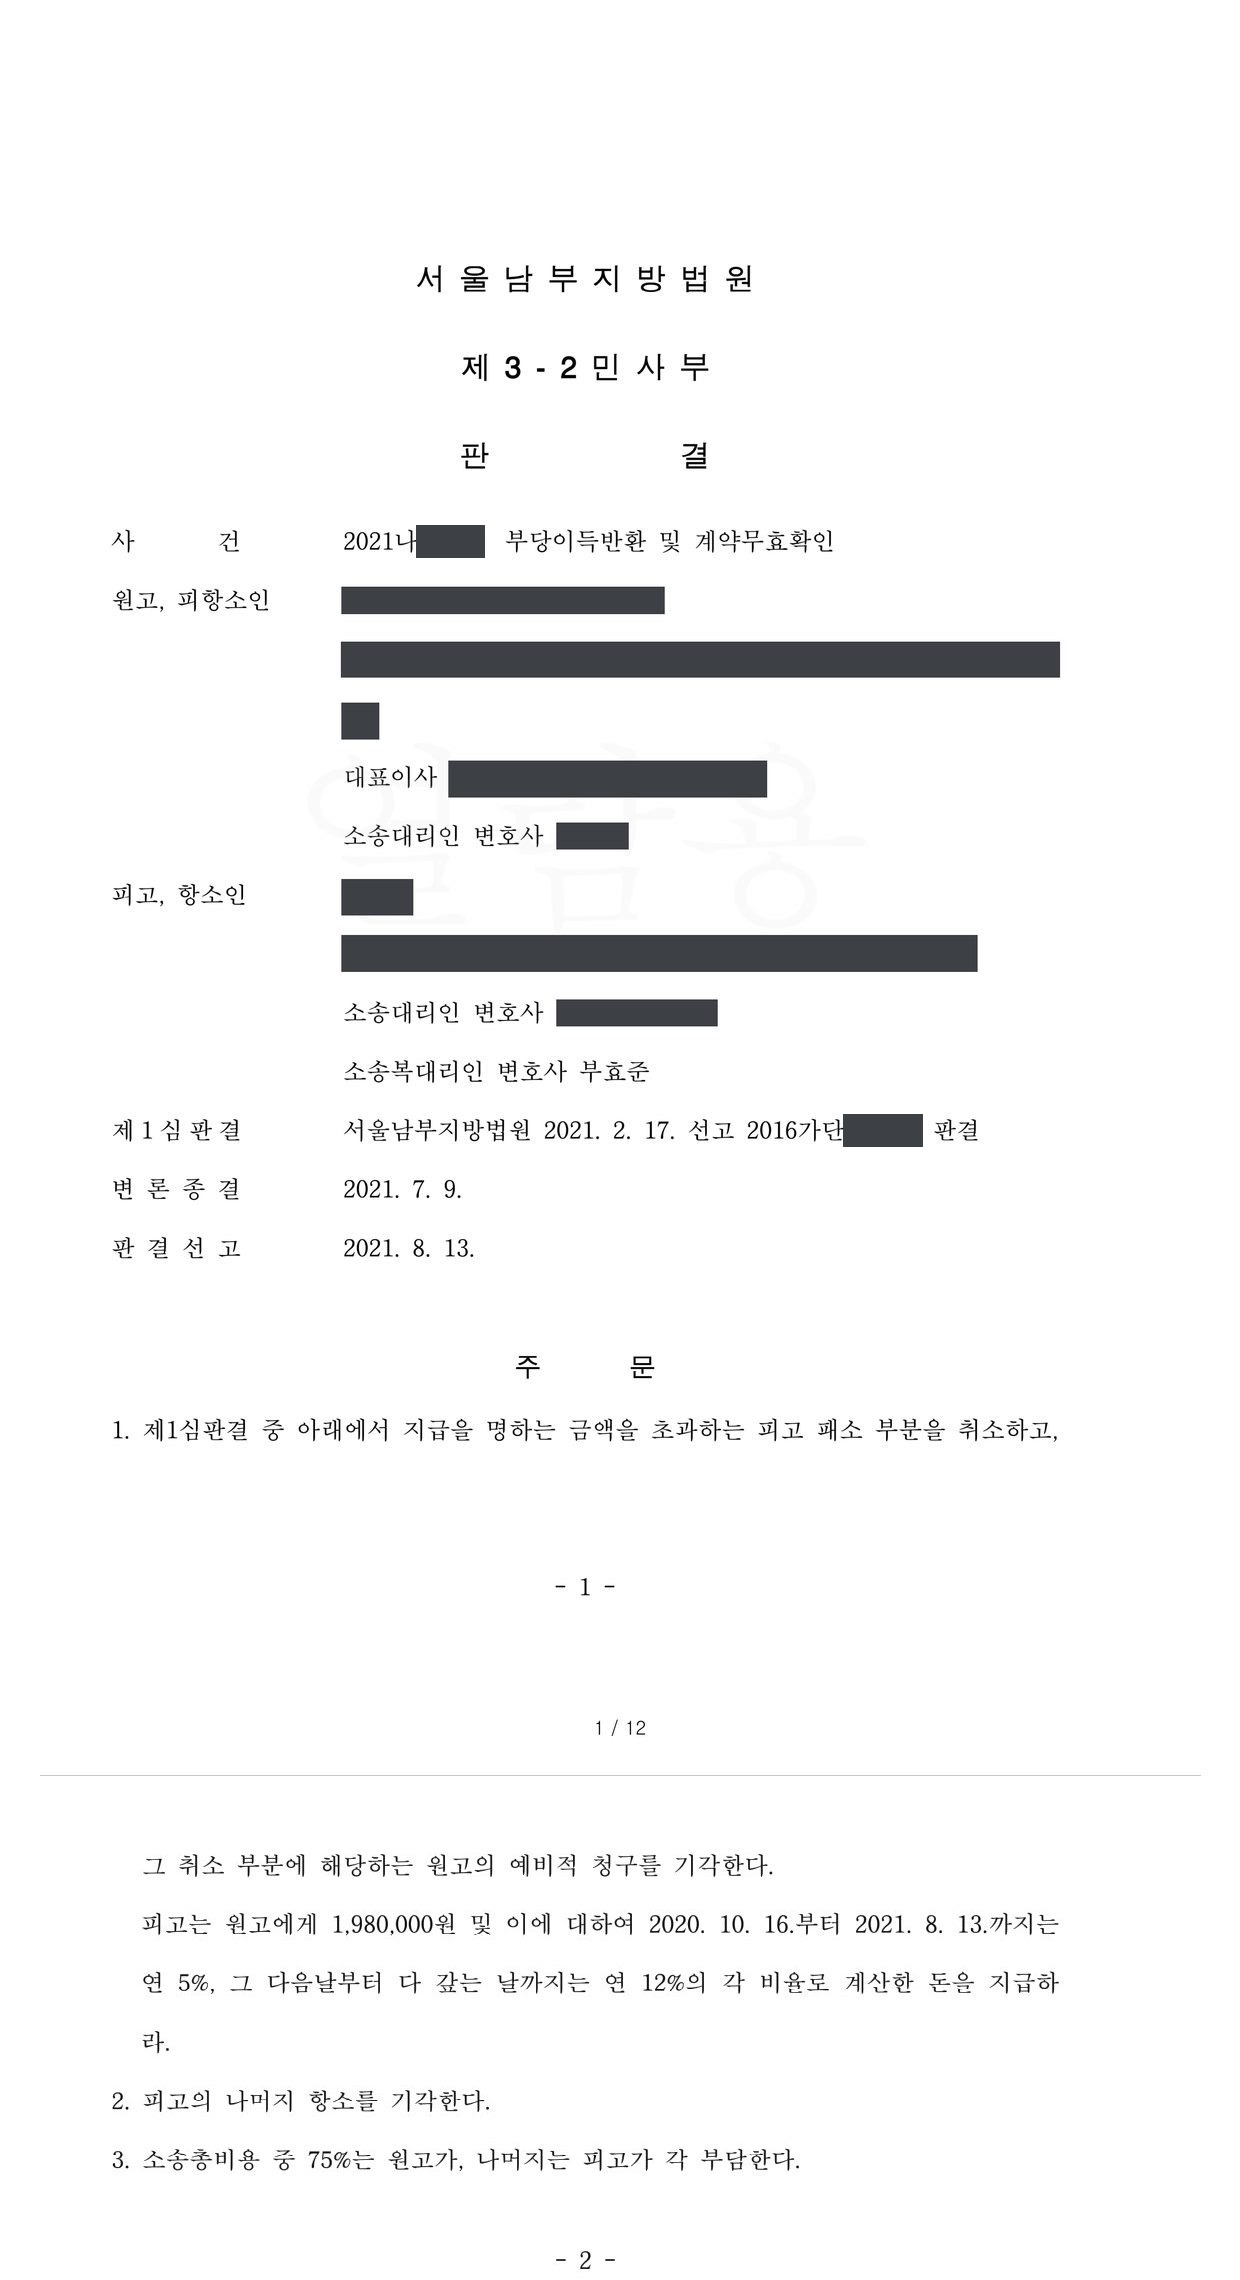 서 울 남 부 지 방 법 원
제 3 - 2 민 사 부
판 결
사 건 2021나 부당이득반환 및 계약무효확인
원고, 피항소인
대표이사
소송대리인 변호사
피고, 항소인
소송대리인 변호사
소송복대리인 변호사 부효준
제 1 심 판 결 서울남부지방법원 2021. 2. 17. 선고 2016가단 판결
변 론 종 결 2021. 7. 9.
판 결 선 고 2021. 8. 13.
주 문
1. 제1심판결 중 아래에서 지급을 명하는 금액을 초과하는 피고 패소 부분을 취소하고,
- 1 -
1 / 12
그 취소 부분에 해당하는 원고의 예비적 청구를 기각한다.
피고는 원고에게 1,980,000원 및 이에 대하여 2020. 10. 16.부터 2021. 8. 13.까지는
연 5%, 그 다음날부터 다 갚는 날까지는 연 12%의 각 비율로 계산한 돈을 지급하
라.
2. 피고의 나머지 항소를 기각한다.
3. 소송총비용 중 75%는 원고가, 나머지는 피고가 각 부담한다.
- 2 -